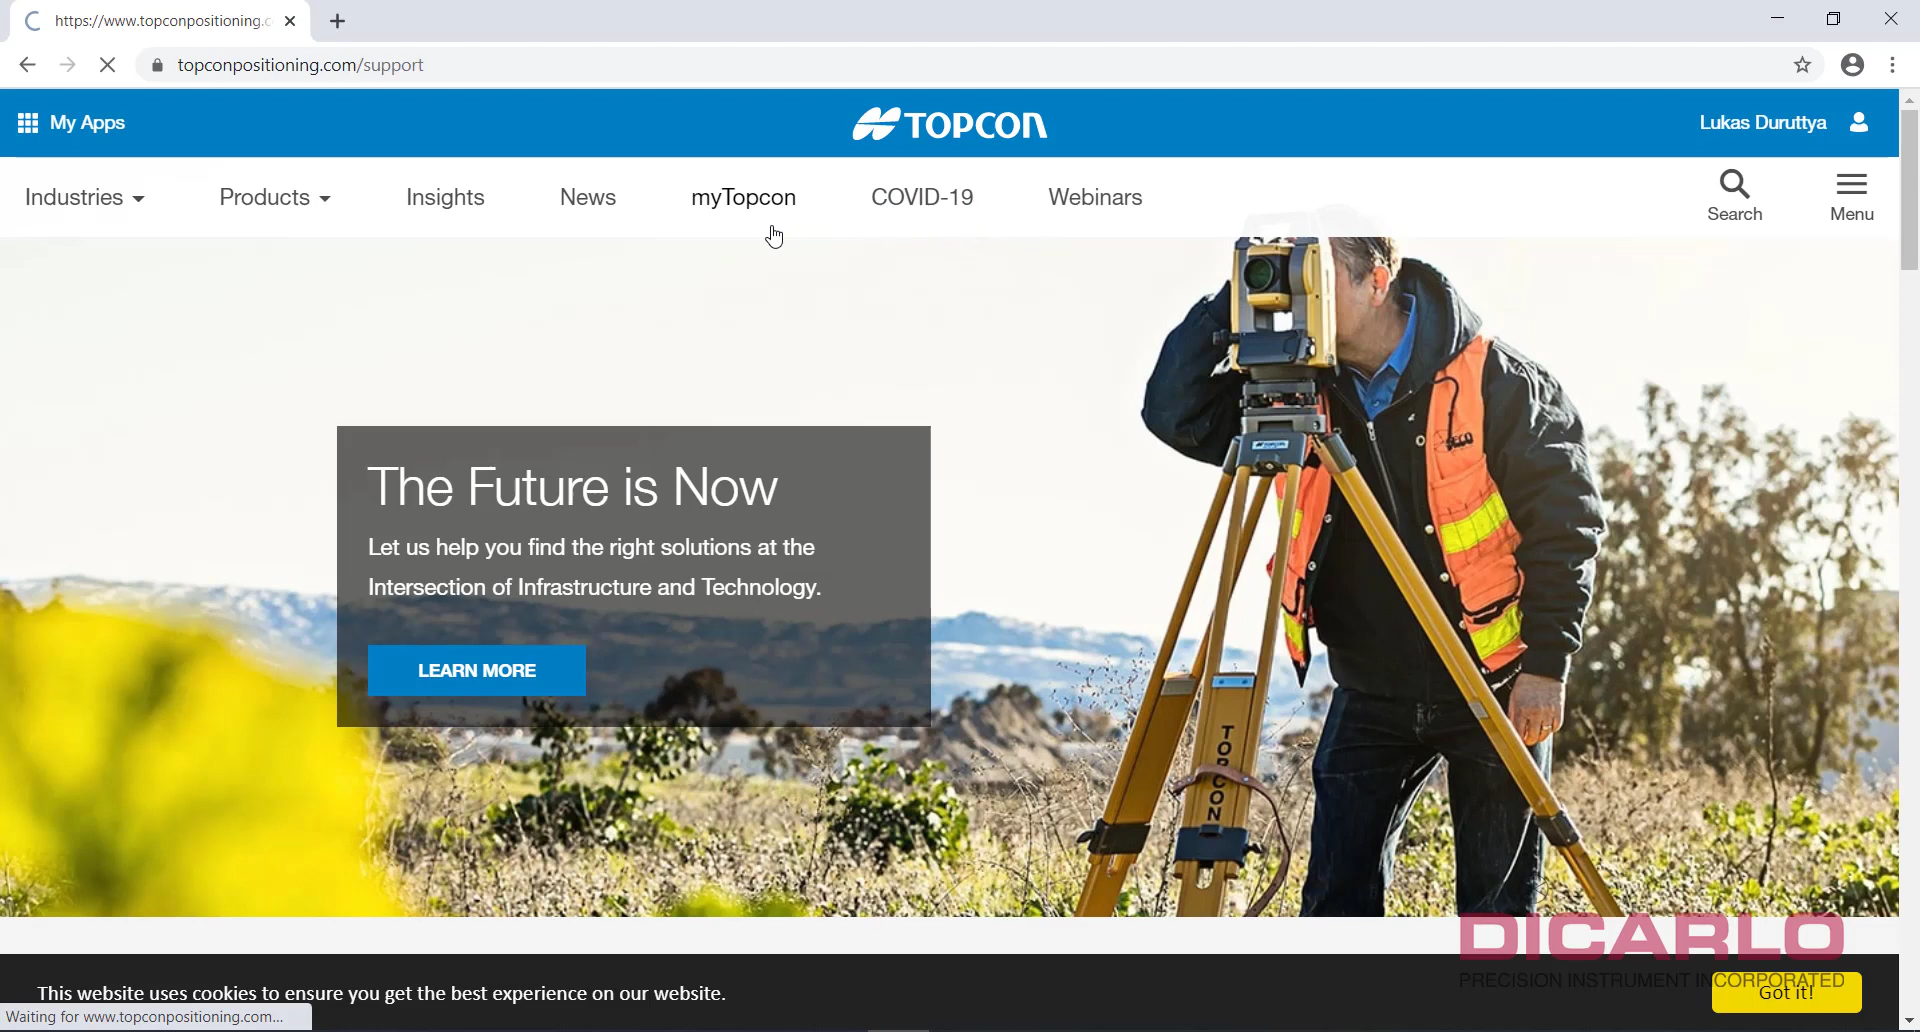 https://www.topconpositioning.c
topconpositioning.com/support
My Apps
TOPCON
Lukas Duruttya
Industries
Products
Insights
News
myTopcon
COVID-19
Webinars
Search
Menu
SECO
The Future is Now
Let us help you find the right solutions at the
Intersection of Infrastructure and Technology.
LEARN MORE
TOPCON
TOPCON
DICARLO
PRECISION INSTRUMENT INCORPORATED
This website uses cookies to ensure you get the best experience on our website.
Got it!
Waiting for www.topconpositioning.com...